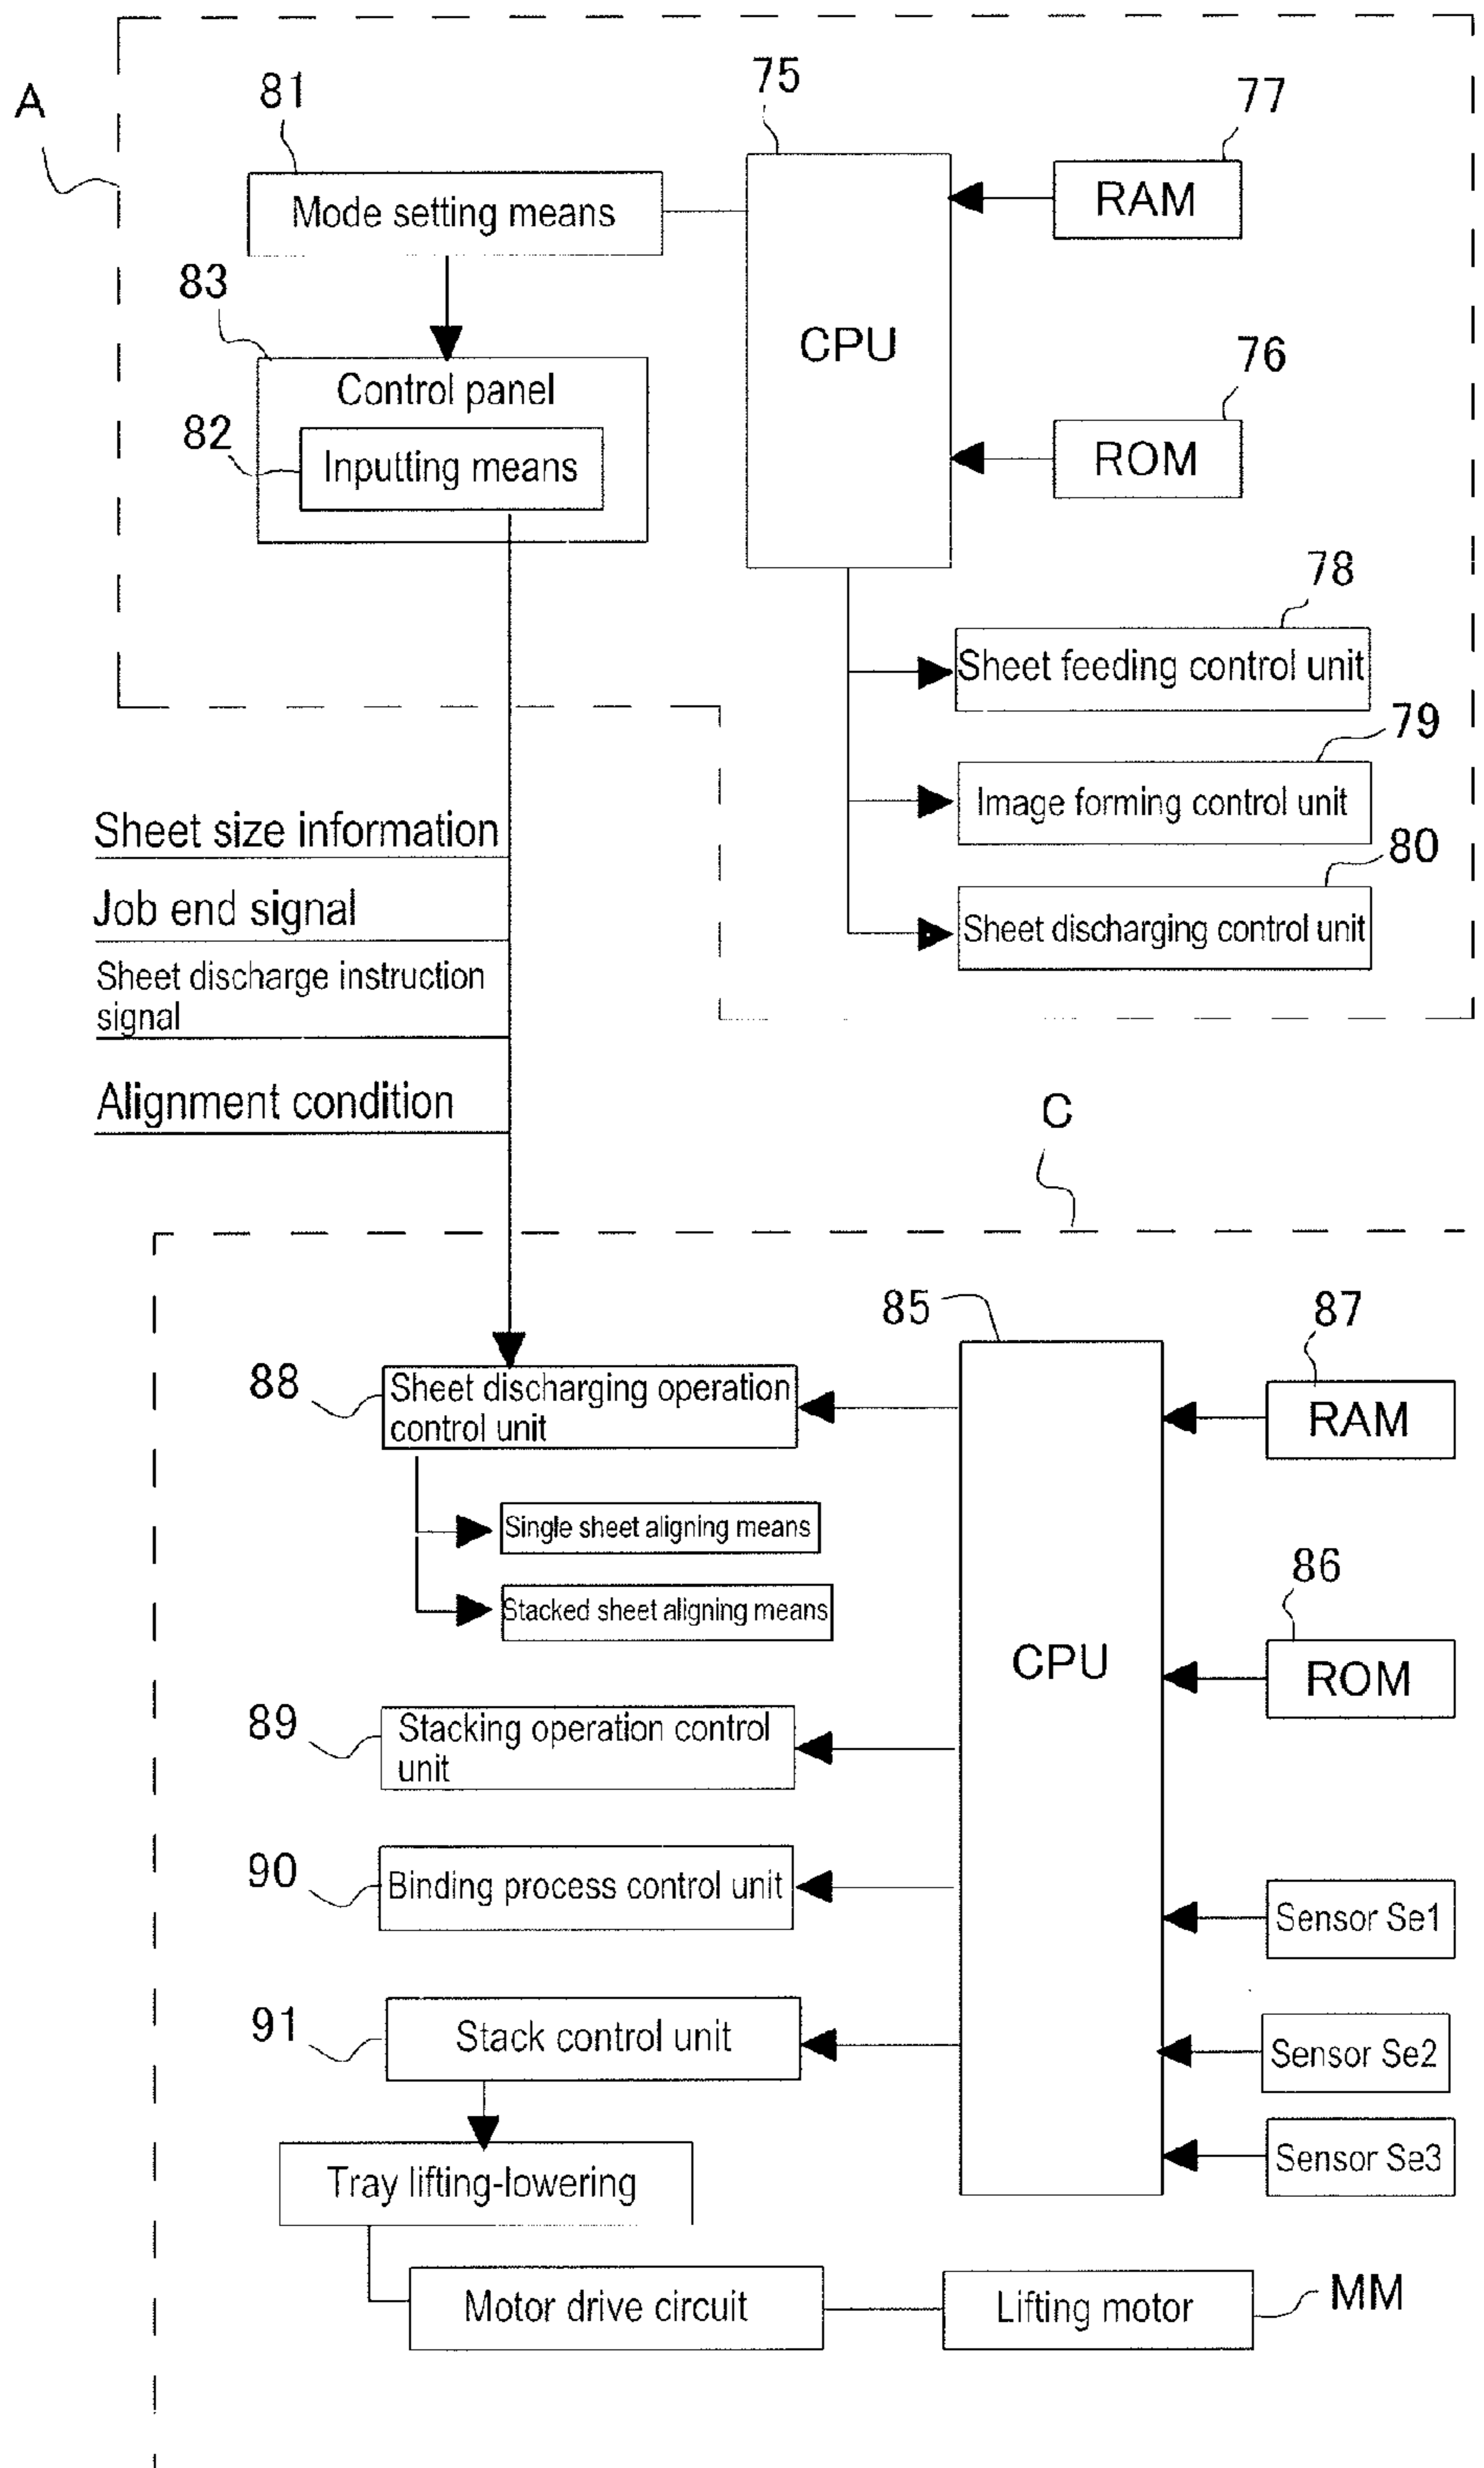 A
81
75
77
Mode setting means
RAM
83
CPU
Control panel
76
82
Inputting means
ROM
78
Sheet feeding control unit
79
Sheet size information
Image forming control unit
80
Job end signal
Sheet discharging control unit
Sheet discharge instruction
signal
Alignment condition
C
85
87
88
Sheet discharging operation
control unit
RAM
Single sheet aligning means
86
Stacked sheet aligning means
CPU
ROM
89
Stacking operation control
unit
90
Binding process control unit
Sensor Se1
91
Stack control unit
Sensor Se2
Sensor Se3
Tray lifting-lowering
Motor drive circuit
Lifting motor
MM